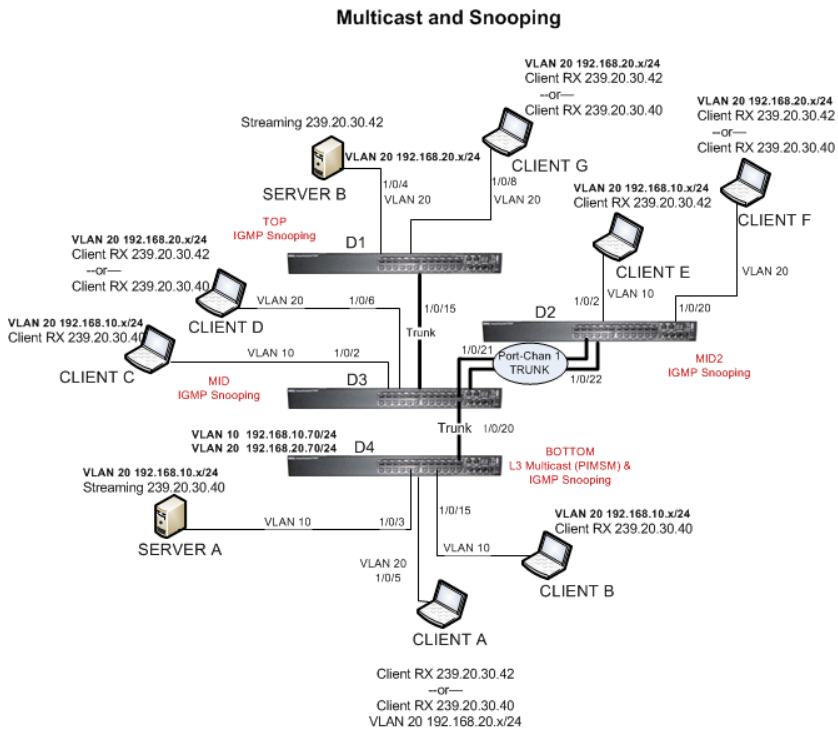 Multicast and Snooping
VLAN 20 192.168.20.x/24
Client RX 239.20.30.42
--or—
Client RX 239.20.30.40
VLAN 20 192.168.20.x/24
Client RX 239.20.30.42
--or—
Client RX 239.20.30.40
Streaming 239.20.30.42
VLAN 20 192.168.20.x/24
SERVER B
1/0/4
VLAN 20
CLIENT G
1/0/8
VLAN 20
VLAN 20 192.168.10.x/24
Client RX 239.20.30.42
CLIENT F
TOP
IGMP Snooping
D1
CLIENT E
VLAN 20
VLAN 20 192.168.20.x/24
Client RX 239.20.30.42
--or—
Client RX 239.20.30.40
VLAN 20
1/0/6
CLIENT D
1/0/15
Trunk
D2
1/0/2
VLAN 10
1/0/20
VLAN 20 192.168.10.x/24
Client RX 239.20.30.40
CLIENT C
VLAN 10
1/0/2
1/0/21
Port-Chan 1
TRUNK
1/0/22
MID2
IGMP Snooping
MID
IGMP Snooping
D3
Trunk
1/0/20
VLAN 10 192.168.10.70/24
VLAN 20 192.168.20.70/24
D4
BOTTOM
L3 Multicast (PIMSM) &
IGMP Snooping
VLAN 20 192.168.10.x/24
Streaming 239.20.30.40
SERVER A
VLAN 10
1/0/3
1/0/15
VLAN 10
VLAN 20 192.168.10.x/24
Client RX 239.20.30.40
CLIENT B
VLAN 20
1/0/5
CLIENT A
Client RX 239.20.30.42
--or—
Client RX 239.20.30.40
VLAN 20 192.168.20.x/24